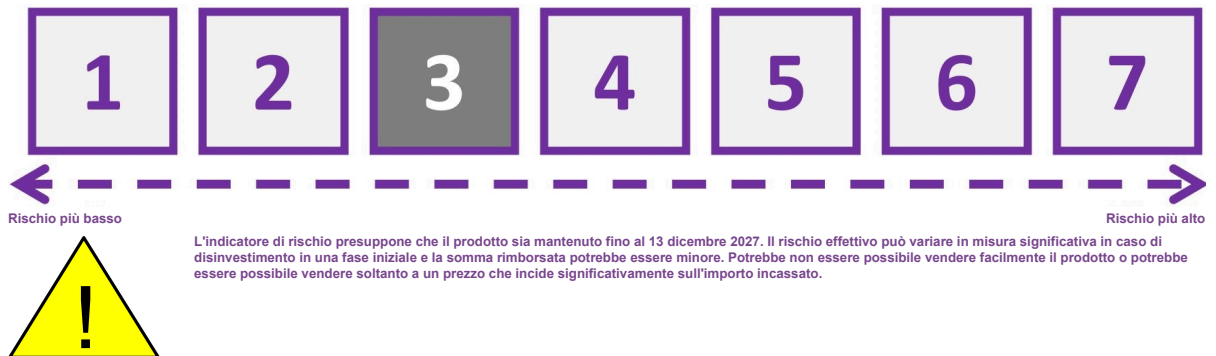 1 2 3 4 5 6 7
Rischio più basso Rischio più alto
L'indicatore di rischio presuppone che il prodotto sia mantenuto fino al 13 dicembre 2027. Il rischio effettivo può variare in misura significativa in caso di
disinvestimento in una fase iniziale e la somma rimborsata potrebbe essere minore. Potrebbe non essere possibile vendere facilmente il prodotto o potrebbe
essere possibile vendere soltanto a un prezzo che incide significativamente sull'importo incassato.
!